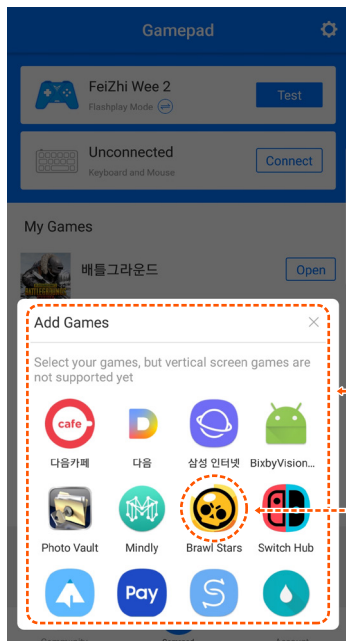 Gamepad
FeiZhi Wee 2
Flashplay Mode
Test
Unconnected
Keyboard and Mouse
Connect
My Games
배틀그라운드
Open
Add Games
Select your games, but vertical screen games are
not supported yet
cafe
다음카페
다음
삼성 인터넷
BixbyVision...
Photo Vault
Mindly
Brawl Stars
Switch Hub
Pay